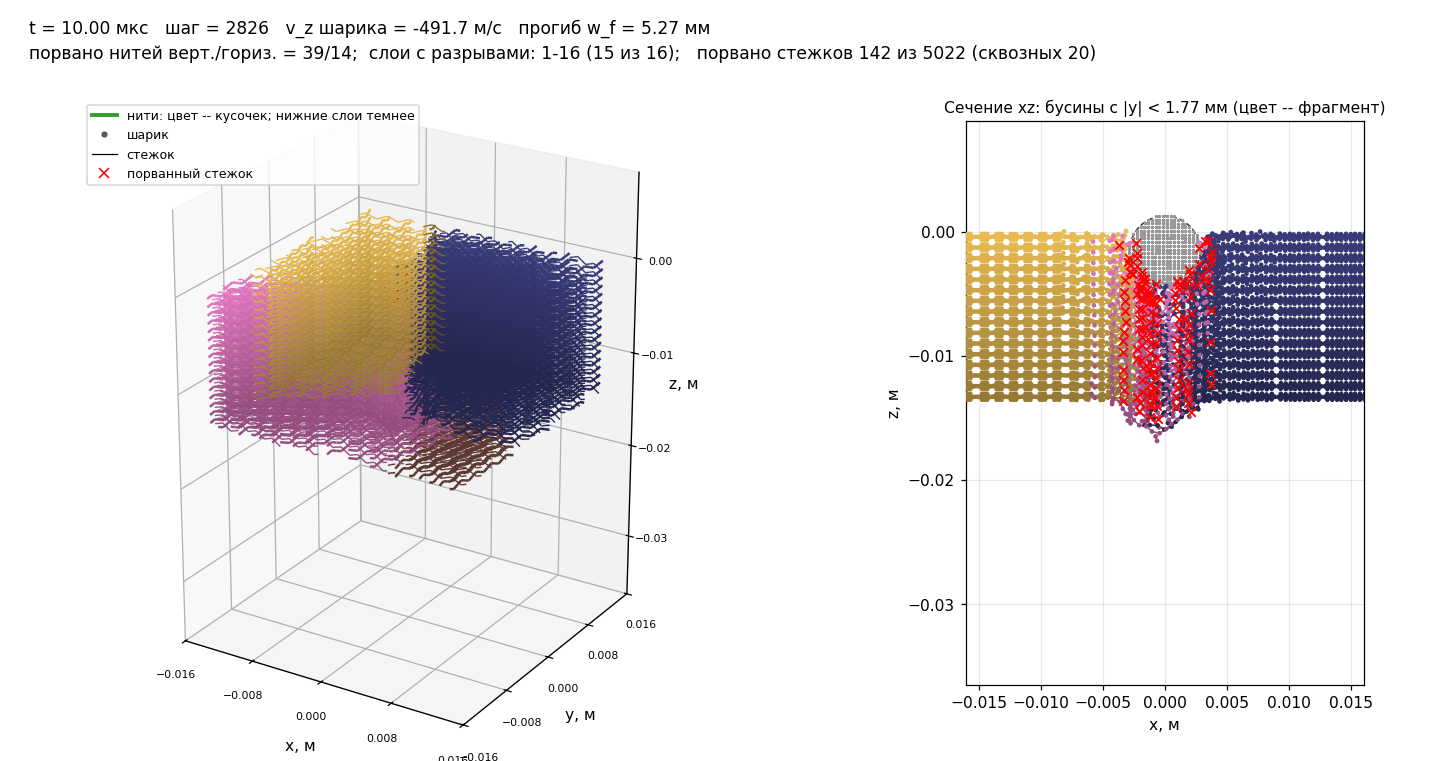 t = 10.00 мкс   шаг = 2826   v_z шарика = -491.7 м/с   прогиб w_f = 5.27 мм
порвано нитей верт./гориз. = 39/14;  слои с разрывами: 1-16 (15 из 16);   порвано стежков 142 из 5022 (сквозных 20)
нити: цвет -- кусочек; нижние слои темнее
шарик
стежок
порванный стежок
0.00
−0.01
z, м
−0.02
−0.03
0.016
0.008
0.000
−0.008
−0.016
y, м
−0.016
−0.008
0.000
0.008
x, м
Сечение xz: бусины с |y| < 1.77 мм (цвет -- фрагмент)
0.00
−0.01
−0.02
−0.03
z, м
−0.015 −0.010 −0.005 0.000 0.005 0.010 0.015
x, м